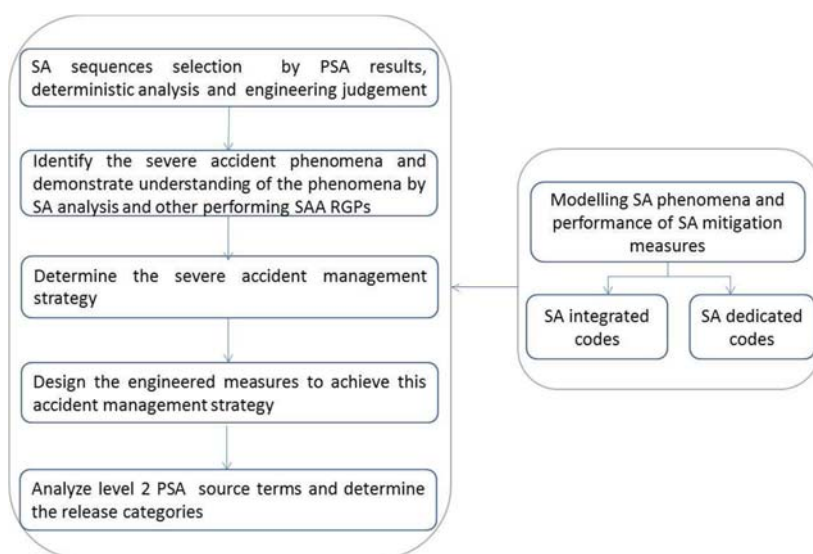 SA sequences selection by PSA results,
deterministic analysis and engineering judgement
Identify the severe accident phenomena and
demonstrate understanding of the phenomena by
SA analysis and other performing SAA RGPs
Determine the severe accident management
strategy
Design the engineered measures to achieve this
accident management strategy
Analyze level 2 PSA source terms and determine
the release categories
Modelling SA phenomena and
performance of SA mitigation
measures
SA integrated
codes
SA dedicated
codes